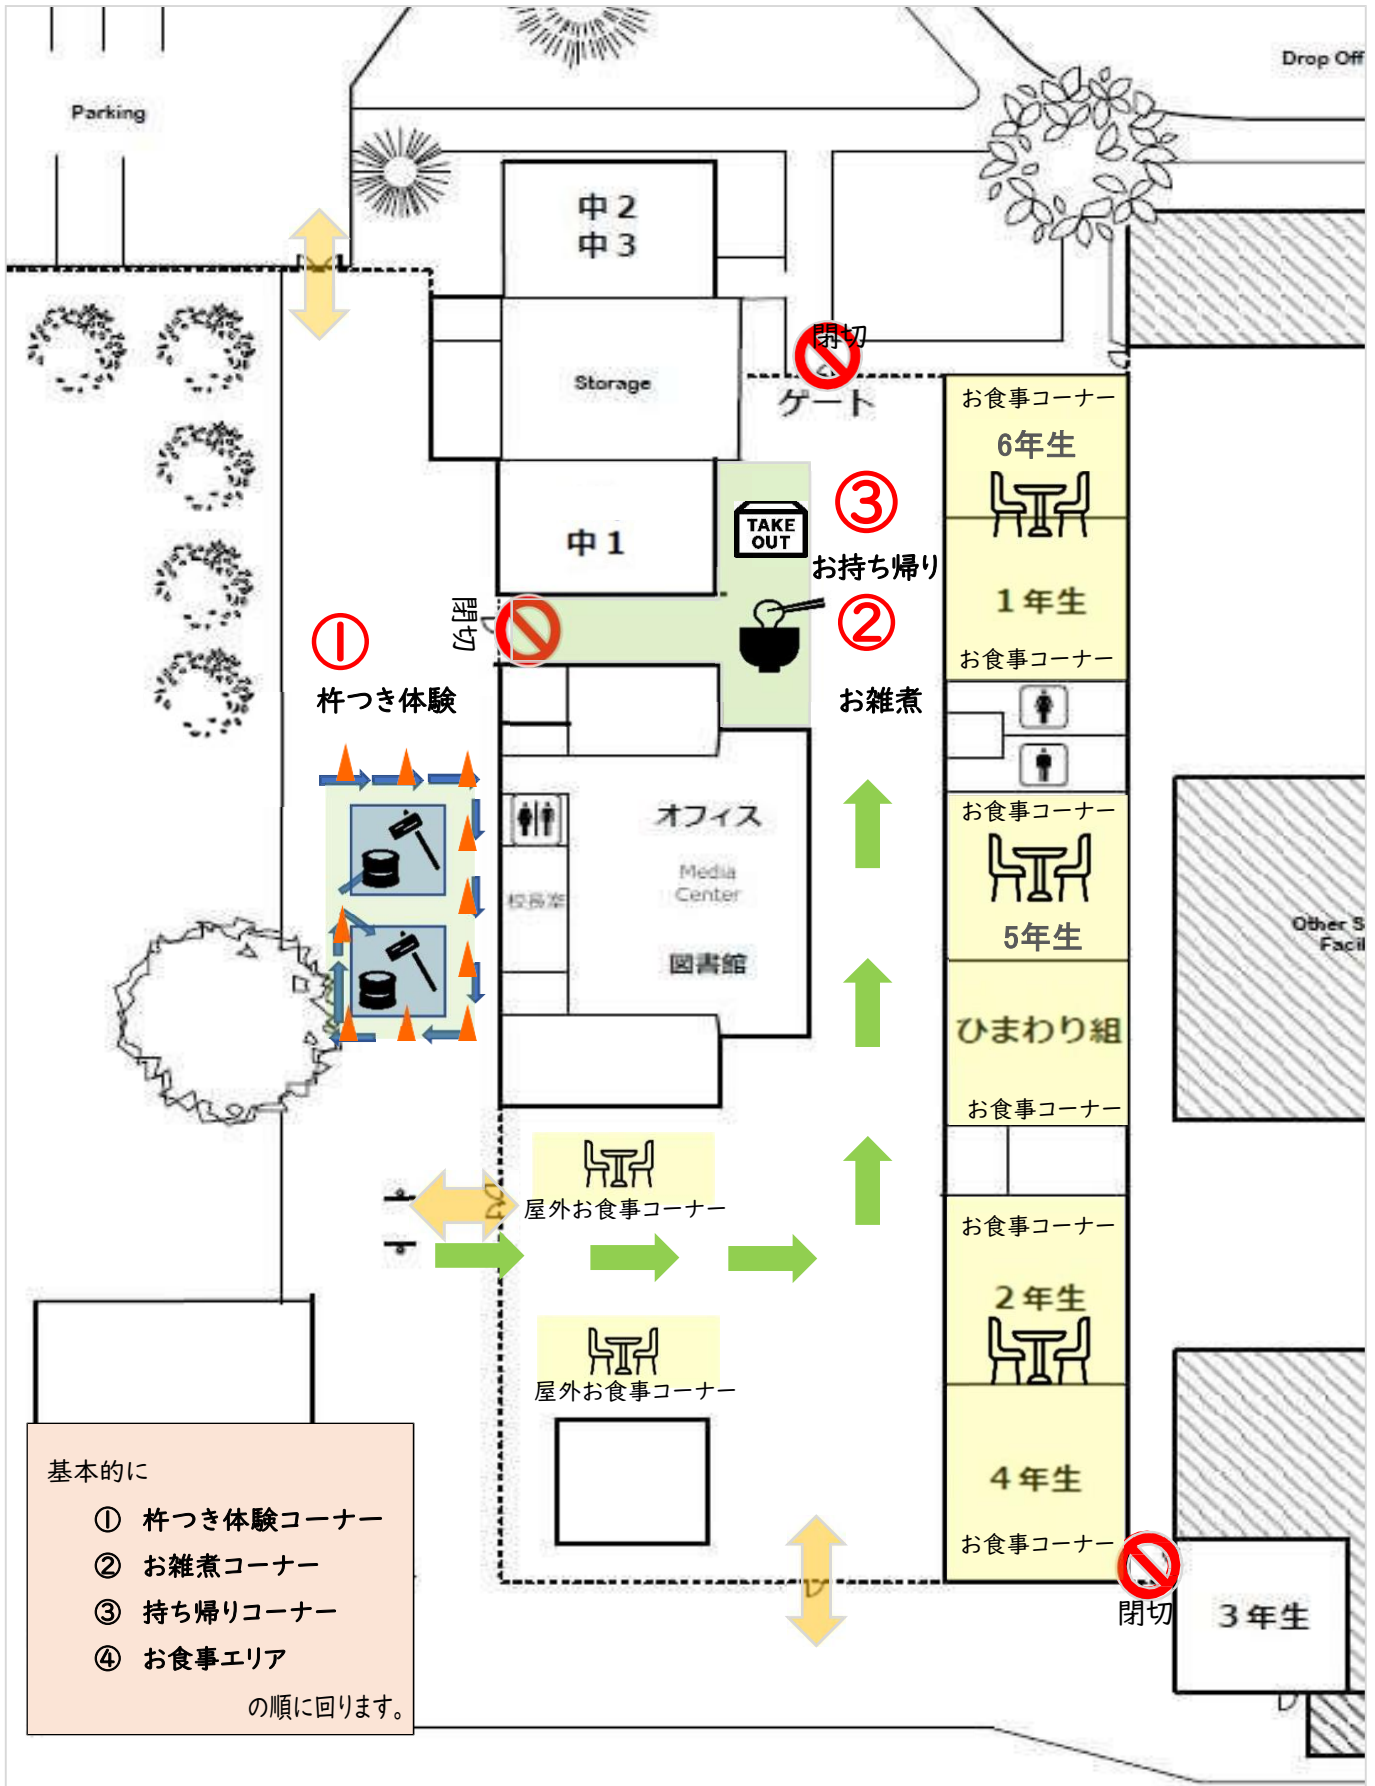 Drop Off
Parking
中2
中3
閉切
Storage
ゲート
お食事コーナー
6年生
③
TAKE
OUT
中1
お持ち帰り
1年生
閉切
①
②
お食事コーナー
杵つき体験
お雑煮
オフィス
お食事コーナー
Media
Center
校長室
5年生
図書館
Other S
Facil
ひまわり組
お食事コーナー
屋外お食事コーナー
お食事コーナー
2年生
屋外お食事コーナー
4年生
お食事コーナー
閉切
3年生
基本的に
① 杵つき体験コーナー
② お雑煮コーナー
③ 持ち帰りコーナー
④ お食事エリア
の順に回ります。